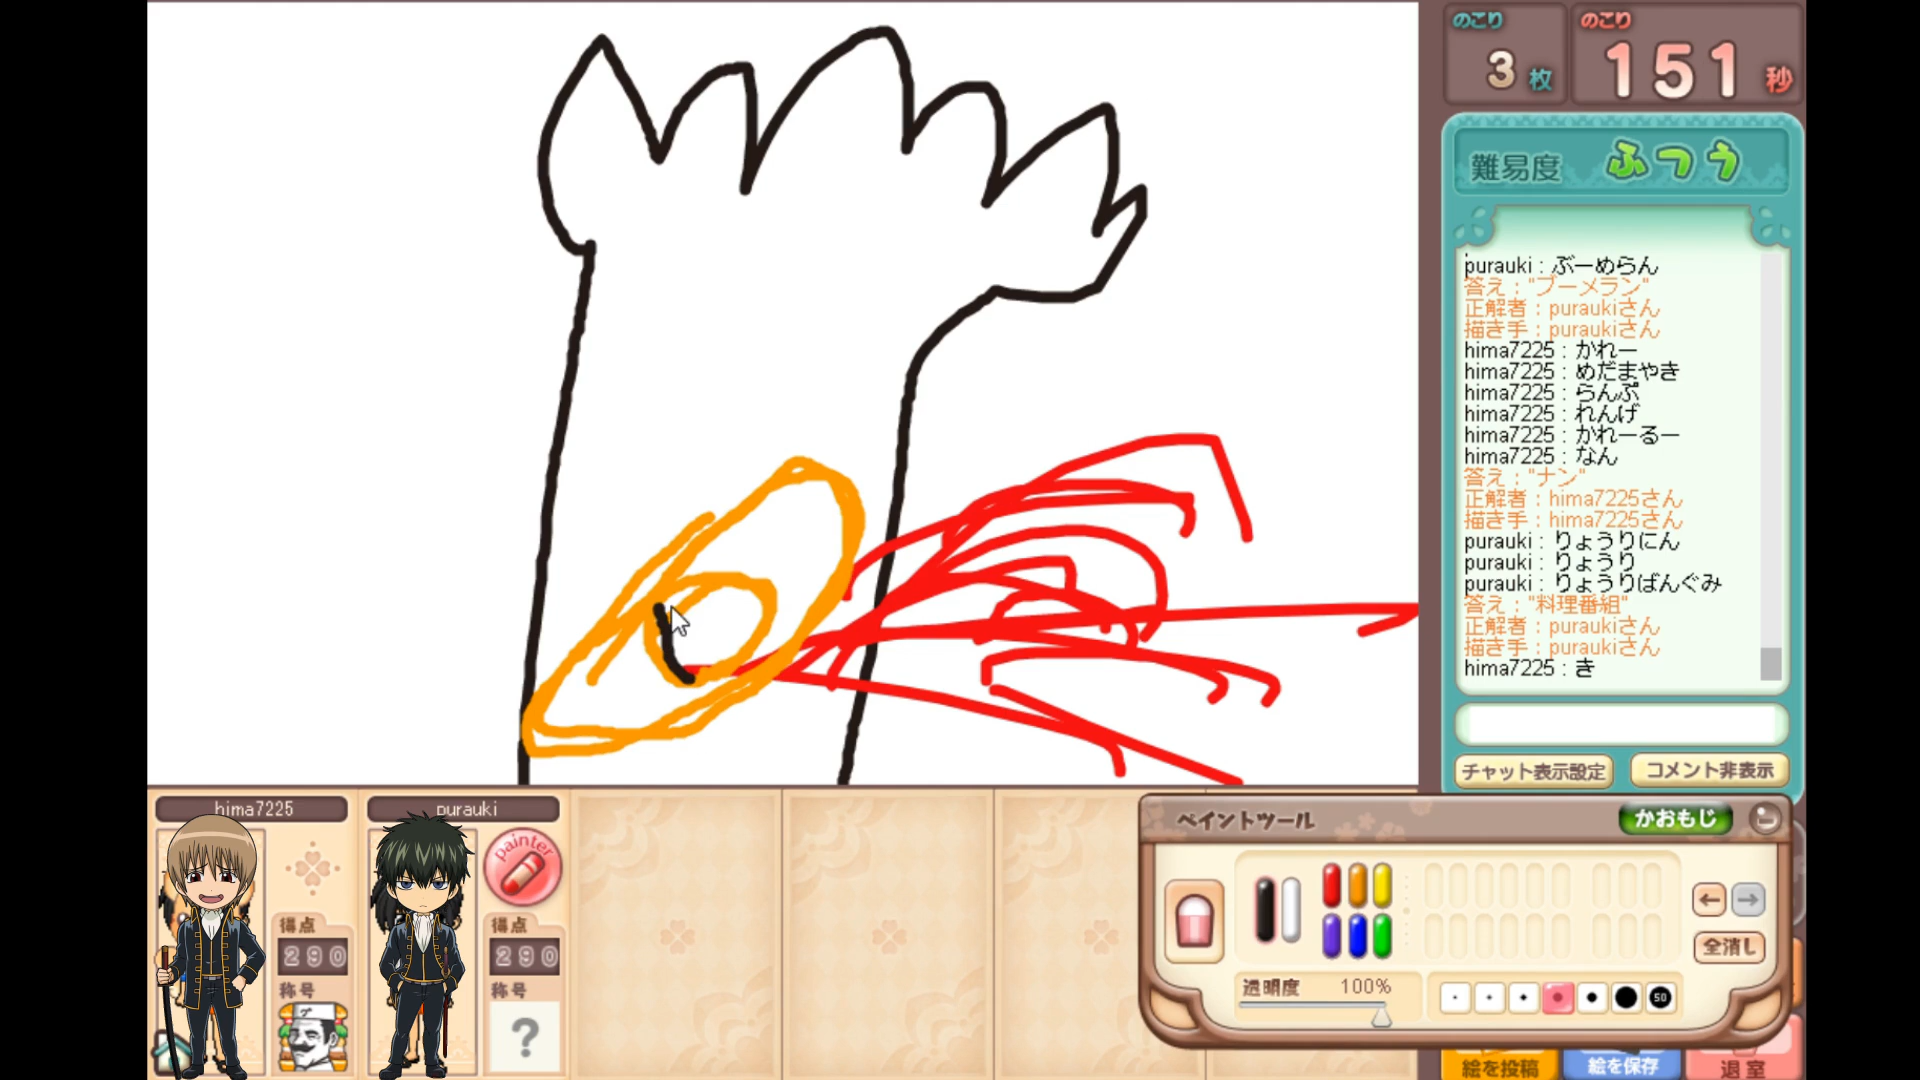 のこり
3枚
のこり
151秒
難易度 ふつう
purauki : ぶーめらん
答え : "ブーメラン"
正解者 : puraukiさん
描き手 : puraukiさん
hima7225 : かれー
hima7225 : めだまやき
hima7225 : らんぷ
hima7225 : れんげ
hima7225 : かれーるー
hima7225 : なん
答え : "ナン"
正解者 : hima7225さん
描き手 : hima7225さん
purauki : りょうりにん
purauki : りょうり
purauki : りょうりばんぐみ
答え : "料理番組"
正解者 : puraukiさん
描き手 : puraukiさん
hima7225 : き
チャット表示設定 コメント非表示
hima7225
得点
290
称号
purauki
painter
得点
290
称号
?
ペイントツール かおもじ
全消し
透明度 100%
50
絵を投稿 絵を保存 退室